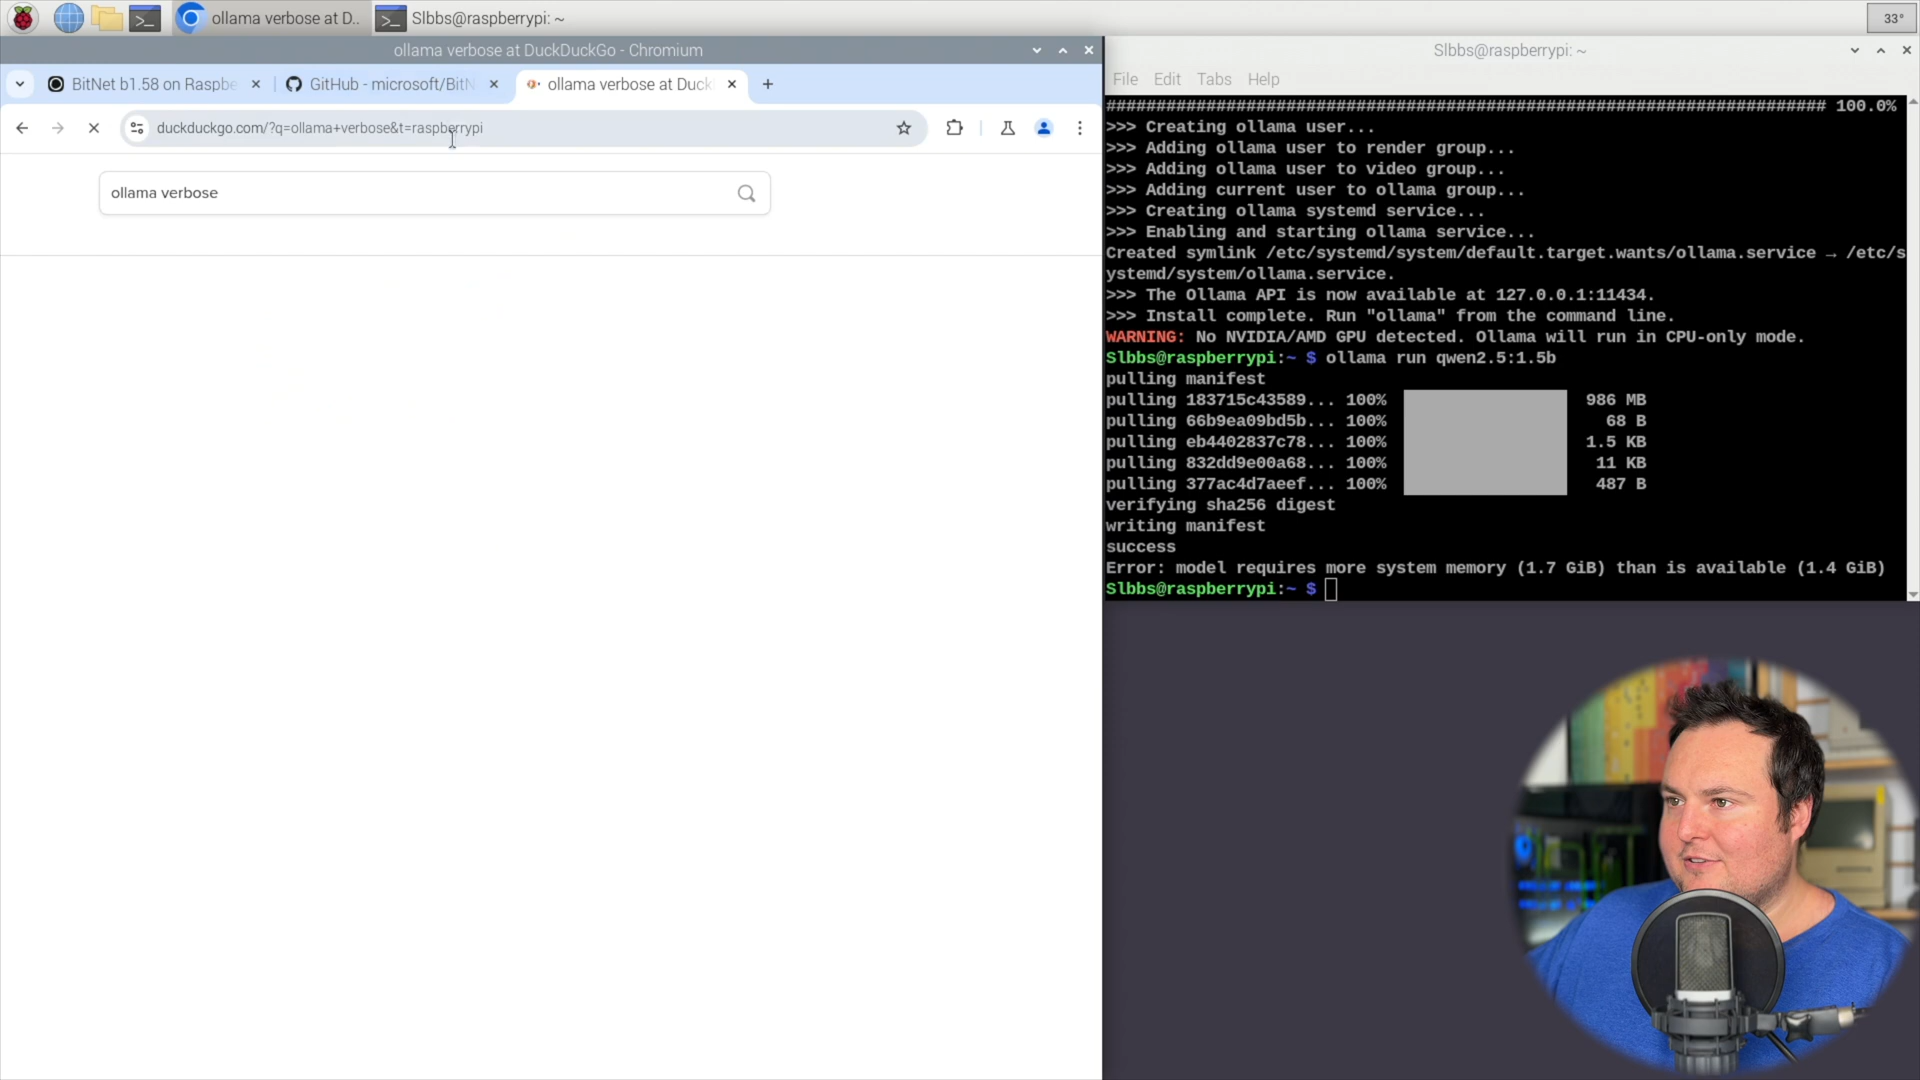 ollama verbose at D..
Slbbs@raspberrypi: ~
33°
ollama verbose at DuckDuckGo - Chromium
BitNet b1.58 on Raspbe
GitHub - microsoft/BitN
ollama verbose at Duck
duckduckgo.com/?q=ollama+verbose&t=raspberrypi
ollama verbose
Slbbs@raspberrypi: ~
File Edit Tabs Help
######################################################################## 100.0%
>>> Creating ollama user...
>>> Adding ollama user to render group...
>>> Adding ollama user to video group...
>>> Adding current user to ollama group...
>>> Creating ollama systemd service...
>>> Enabling and starting ollama service...
Created symlink /etc/systemd/system/default.target.wants/ollama.service → /etc/s
ystemd/system/ollama.service.
>>> The Ollama API is now available at 127.0.0.1:11434.
>>> Install complete. Run "ollama" from the command line.
WARNING: No NVIDIA/AMD GPU detected. Ollama will run in CPU-only mode.
Slbbs@raspberrypi:~ $ ollama run qwen2.5:1.5b
pulling manifest
pulling 183715c43589... 100% 986 MB
pulling 66b9ea09bd5b... 100% 68 B
pulling eb4402837c78... 100% 1.5 KB
pulling 832dd9e00a68... 100% 11 KB
pulling 377ac4d7aeef... 100% 487 B
verifying sha256 digest
writing manifest
success
Error: model requires more system memory (1.7 GiB) than is available (1.4 GiB)
Slbbs@raspberrypi:~ $